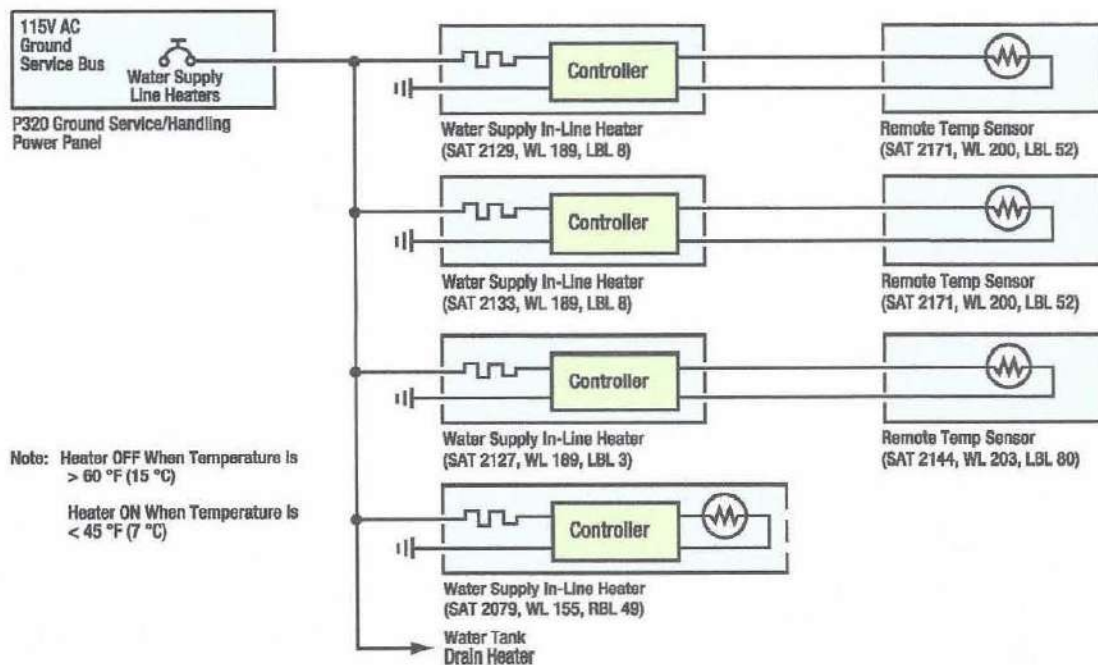 115V AC
Ground
Service Bus
Water Supply
Line Heaters
P320 Ground Service/Handling
Power Panel
Controller
Water Supply In-Line Heater
(SAT 2129, WL 189, LBL 8)
Remote Temp Sensor
(SAT 2171, WL 200, LBL 52)
Controller
Water Supply In-Line Heater
(SAT 2133, WL 189, LBL 8)
Remote Temp Sensor
(SAT 2171, WL 200, LBL 52)
Controller
Water Supply In-Line Heater
(SAT 2127, WL 189, LBL 3)
Remote Temp Sensor
(SAT 2144, WL 203, LBL 80)
Note: Heater OFF When Temperature is
> 60 °F (15 °C)
Heater ON When Temperature is
< 45 °F (7 °C)
Controller
Water Supply In-Line Heater
(SAT 2079, WL 155, RBL 49)
Water Tank
Drain Heater